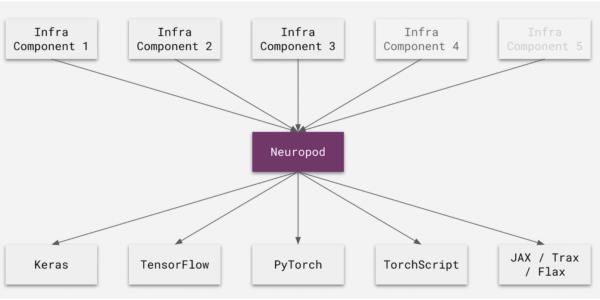 Infra
Component 1
Infra
Component 2
Infra
Component 3
Infra
Component 4
Infra
Component 5
Neuropod
Keras
TensorFlow
PyTorch
TorchScript
JAX / Trax
/ Flax